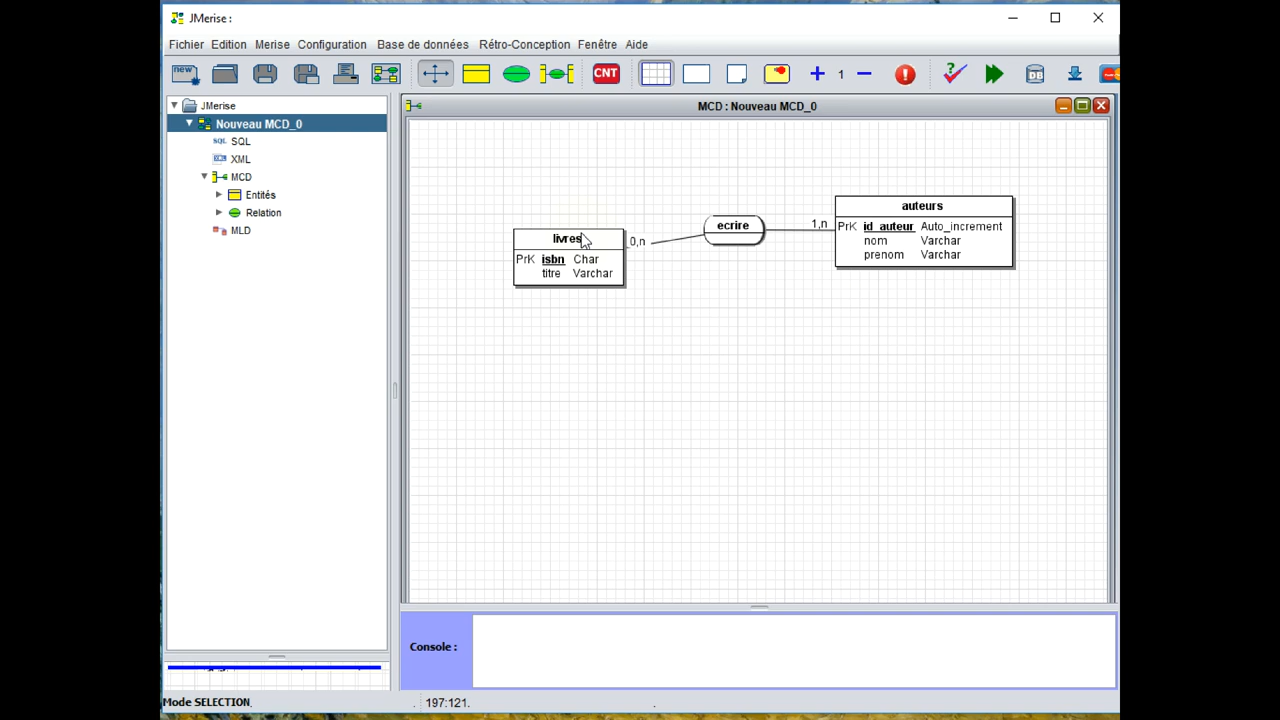 JMerise :
Fichier Edition Merise Configuration Base de données Rétro-Conception Fenêtre Aide
new CNT 1 DB
JMerise
Nouveau MCD_0
SQL SQL
XML
MCD
Entités
Relation
MLD
MCD : Nouveau MCD_0
livres
PrK isbn Char
titre Varchar
0,n
ecrire
1,n
auteurs
PrK id_auteur Auto_increment
nom Varchar
prenom Varchar
Console :
Mode SELECTION. . 197:121. .